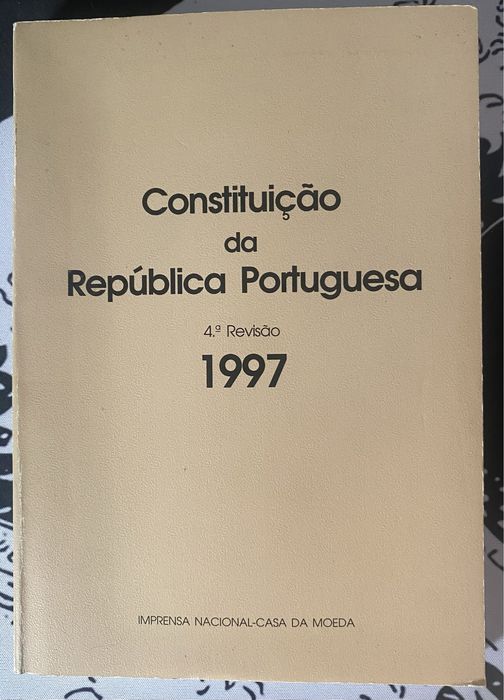 Constituição
da
República Portuguesa
4.ª Revisão
1997
IMPRENSA NACIONAL-CASA DA MOEDA